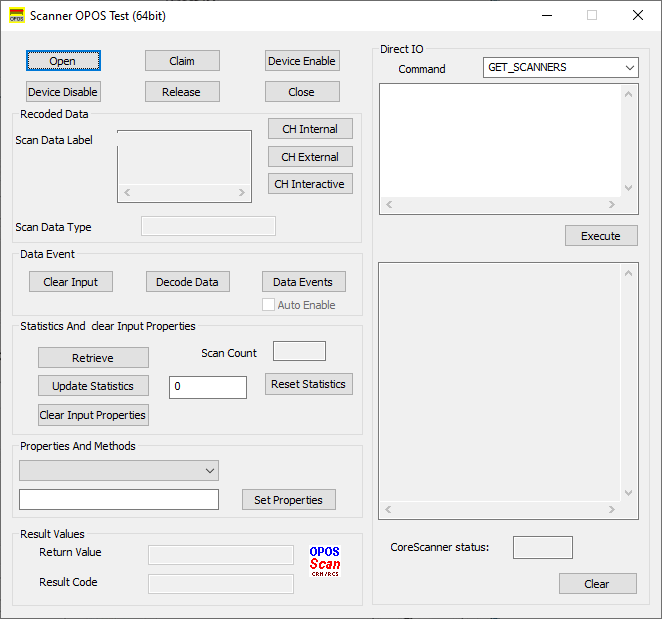 OPOS
Scanner OPOS Test (64bit)
Open
Claim
Device Enable
Device Disable
Release
Close
Recoded Data
Scan Data Label
CH Internal
CH External
CH Interactive
Scan Data Type
Data Event
Clear Input
Decode Data
Data Events
Auto Enable
Statistics And  clear Input Properties
Retrieve
Scan Count
Update Statistics
0
Reset Statistics
Clear Input Properties
Properties And Methods
Set Properties
Result Values
Return Value
Result Code
OPOS
Scan
CRM/RCS
Direct IO
Command
GET_SCANNERS
Execute
CoreScanner status:
Clear